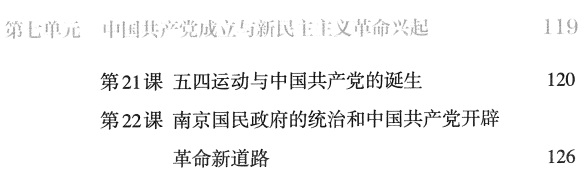 第七单元 中国共产党成立与新民主主义革命兴起 119
第21课 五四运动与中国共产党的诞生 120
第22课 南京国民政府的统治和中国共产党开辟
革命新道路 126